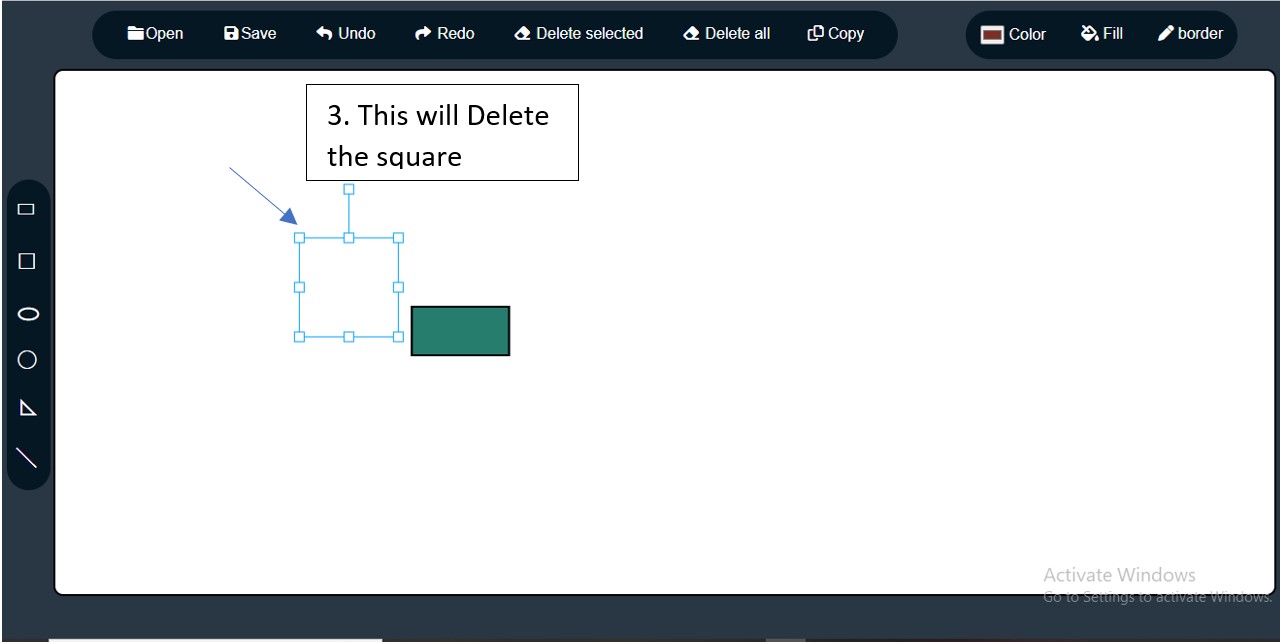 Open Save Undo Redo Delete selected Delete all Copy Color Fill border
3. This will Delete
the square
Activate Windows
Go to Settings to activate Windows.